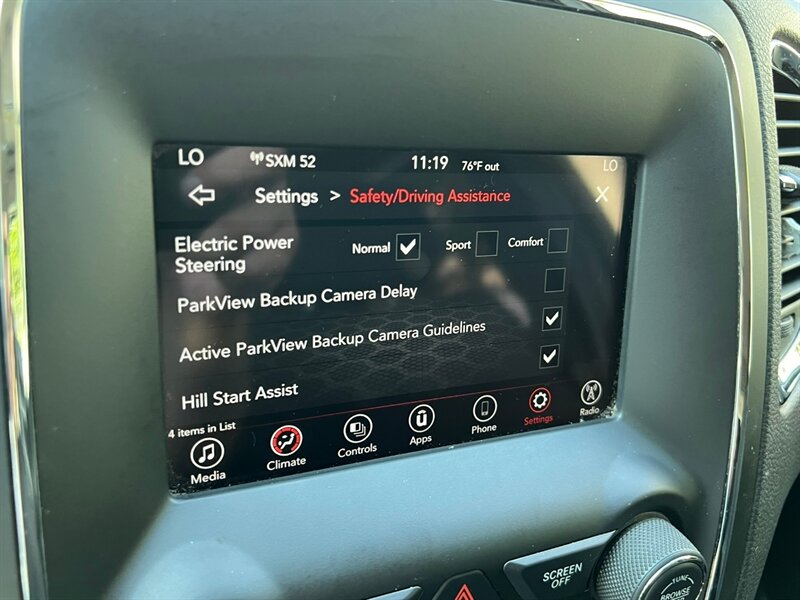 LO SXM 52 11:19 76°F out LO
Settings > Safety/Driving Assistance X
Electric Power Normal Sport Comfort
Steering
ParkView Backup Camera Delay
Active ParkView Backup Camera Guidelines
Hill Start Assist
4 items in List
Media Climate Controls Apps Phone Settings Radio
SCREEN
OFF
TUNE
BROWSE